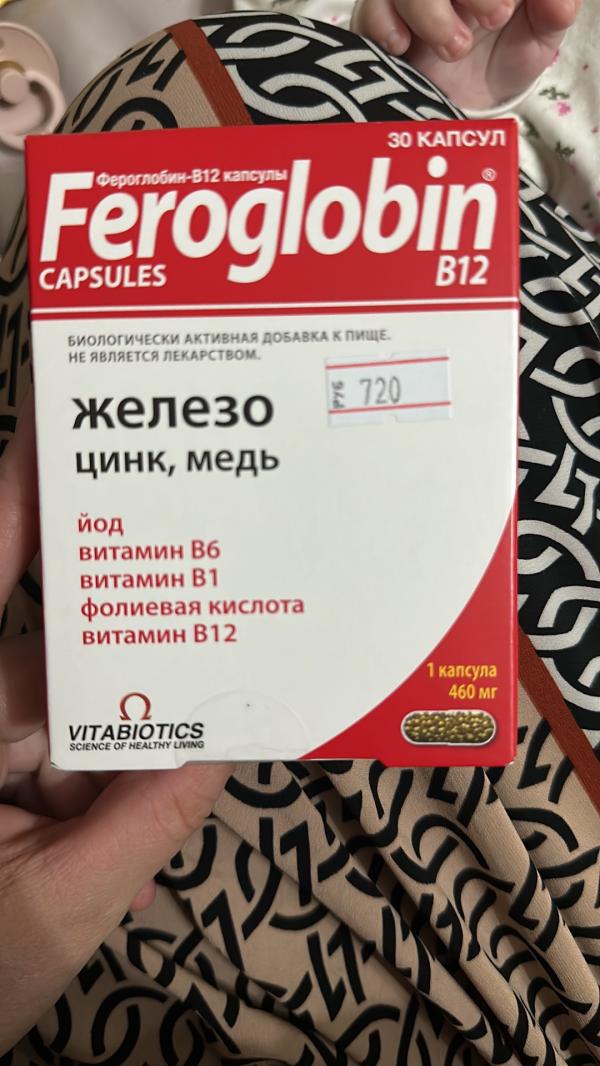 30 КАПСУЛ
Фероглобин-В12 капсулы
Feroglobin®
CAPSULES
B12
БИОЛОГИЧЕСКИ АКТИВНАЯ ДОБАВКА К ПИЩЕ.
НЕ ЯВЛЯЕТСЯ ЛЕКАРСТВОМ.
РУБ 720
железо
цинк, медь
йод
витамин В6
витамин В1
фолиевая кислота
витамин В12
1 капсула
460 мг
VITABIOTICS
SCIENCE OF HEALTHY LIVING